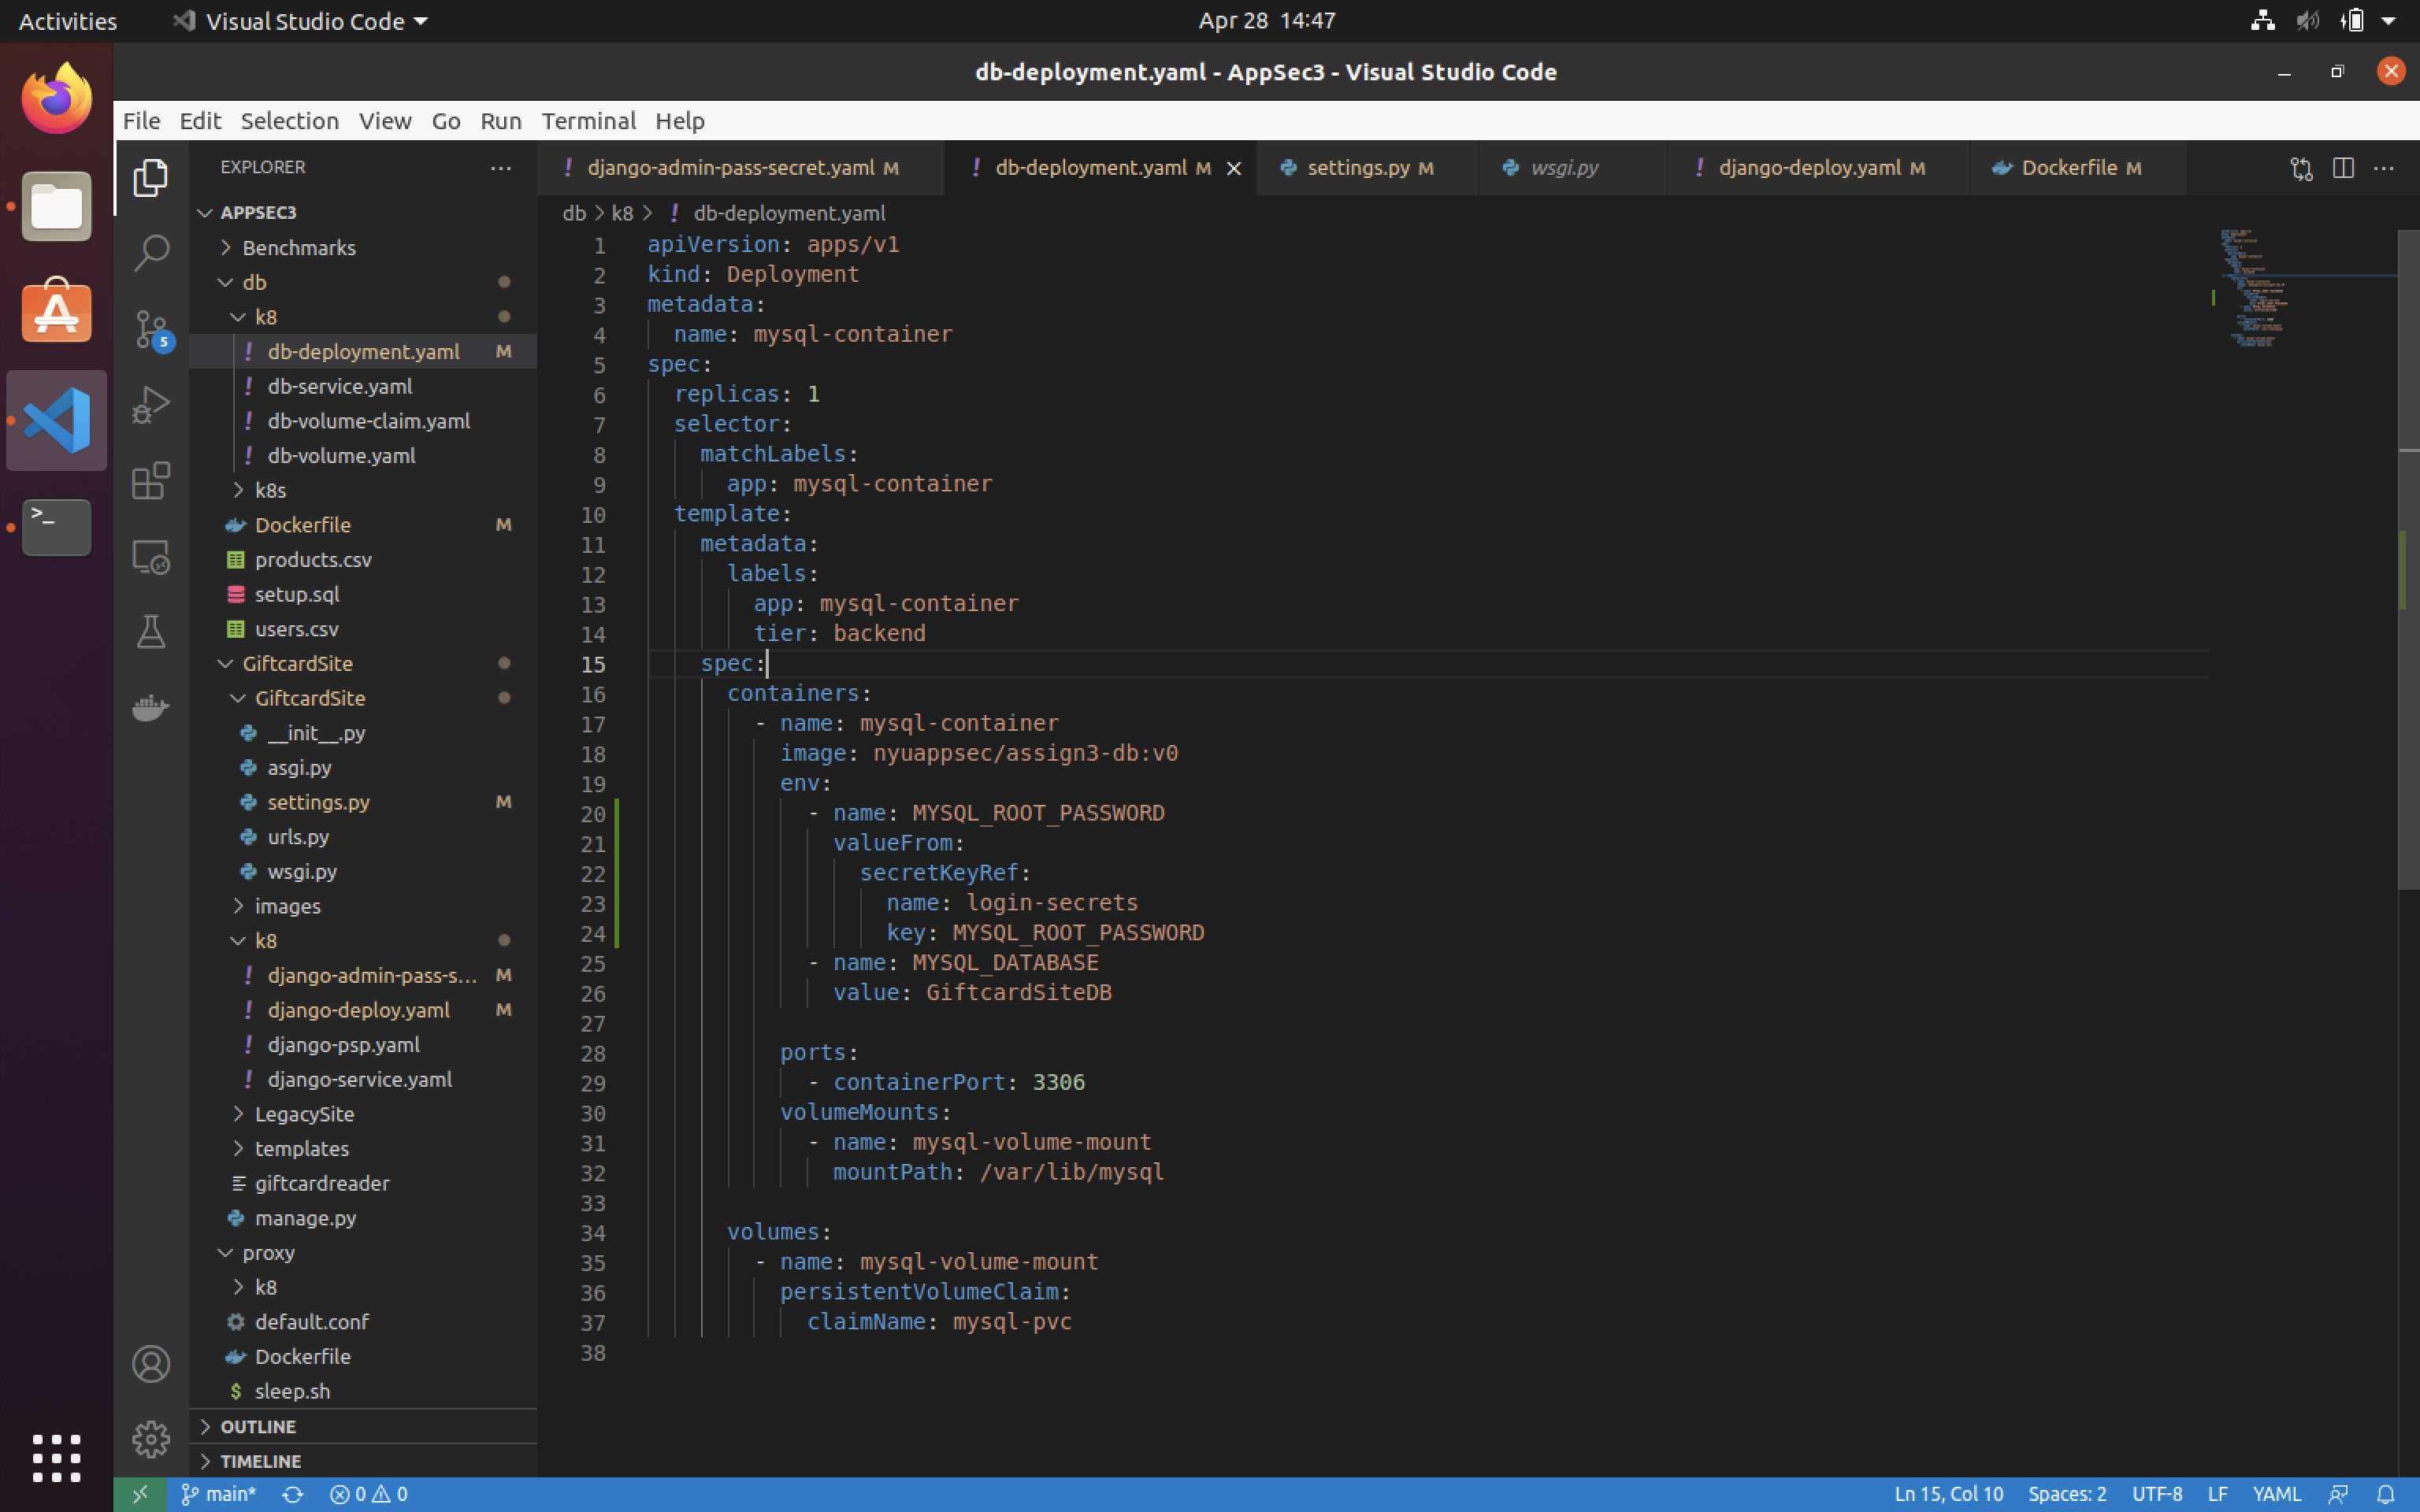 Activities
Visual Studio Code
Apr 28 14:47
db-deployment.yaml - AppSec3 - Visual Studio Code
File Edit Selection View Go Run Terminal Help
EXPLORER
django-admin-pass-secret.yaml M
db-deployment.yaml M
settings.py M
wsgi.py
django-deploy.yaml M
Dockerfile M
APPSEC3
Benchmarks
db
k8
db-deployment.yaml M
db-service.yaml
db-volume-claim.yaml
db-volume.yaml
k8s
Dockerfile M
products.csv
setup.sql
users.csv
GiftcardSite
GiftcardSite
__init__.py
asgi.py
settings.py M
urls.py
wsgi.py
images
k8
django-admin-pass-s... M
django-deploy.yaml M
django-psp.yaml
django-service.yaml
LegacySite
templates
giftcardreader
manage.py
proxy
k8
default.conf
Dockerfile
sleep.sh
OUTLINE
TIMELINE
5
db > k8 > ! db-deployment.yaml
1 apiVersion: apps/v1
2 kind: Deployment
3 metadata:
4   name: mysql-container
5 spec:
6   replicas: 1
7   selector:
8     matchLabels:
9       app: mysql-container
10   template:
11     metadata:
12       labels:
13         app: mysql-container
14         tier: backend
15     spec:
16       containers:
17         - name: mysql-container
18           image: nyuappsec/assign3-db:v0
19           env:
20             - name: MYSQL_ROOT_PASSWORD
21               valueFrom:
22                 secretKeyRef:
23                   name: login-secrets
24                   key: MYSQL_ROOT_PASSWORD
25             - name: MYSQL_DATABASE
26               value: GiftcardSiteDB
27
28           ports:
29             - containerPort: 3306
30           volumeMounts:
31             - name: mysql-volume-mount
32               mountPath: /var/lib/mysql
33
34       volumes:
35         - name: mysql-volume-mount
36           persistentVolumeClaim:
37             claimName: mysql-pvc
38
main* 0 0
Ln 15, Col 10 Spaces: 2 UTF-8 LF YAML